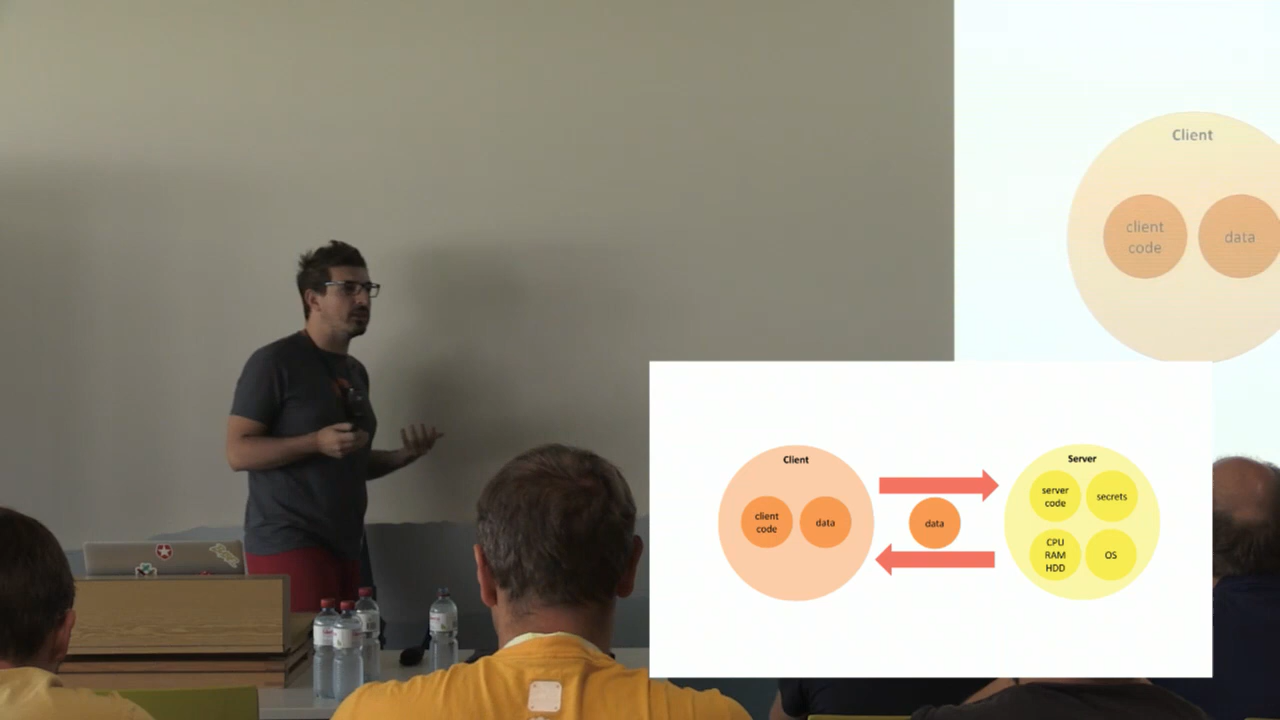 Client
client
code
data
Client
client
code
data
data
Server
server
code
secrets
CPU
RAM
HDD
OS